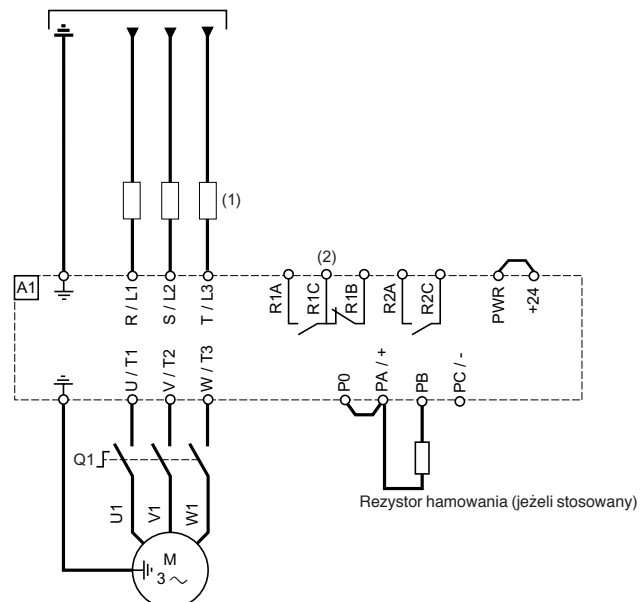 (1)
(2)
A1
R / L1
S / L2
T / L3
R1A
R1C
R1B
R2A
R2C
PWR
+24
U / T1
V / T2
W / T3
P0
PA / +
PB
PC / -
Q1
U1
V1
W1
Rezystor hamowania (jeżeli stosowany)
M
3 ~